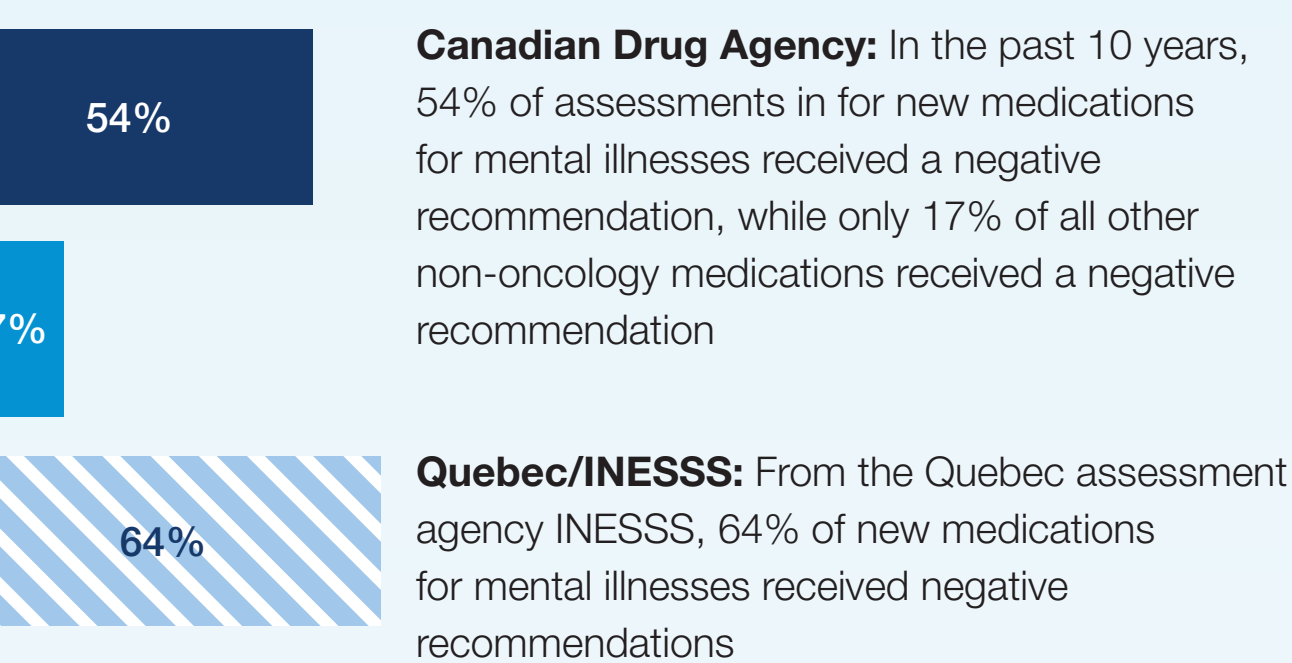 54%
Canadian Drug Agency: In the past 10 years,
54% of assessments in for new medications
for mental illnesses received a negative
recommendation, while only 17% of all other
non-oncology medications received a negative
recommendation
7%
64%
Quebec/INESSS: From the Quebec assessment
agency INESSS, 64% of new medications
for mental illnesses received negative
recommendations